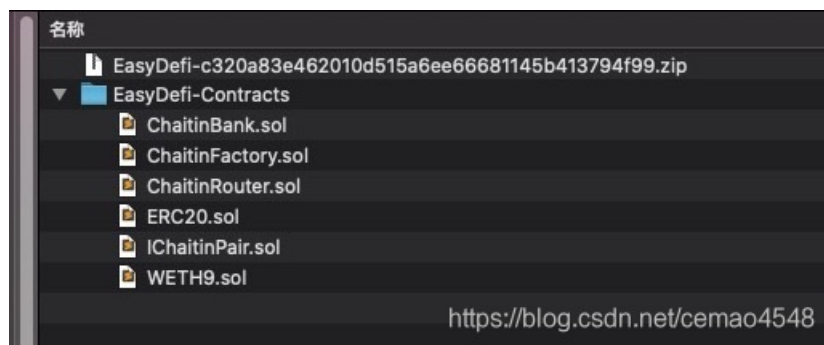 名称
EasyDefi-c320a83e462010d515a6ee66681145b413794f99.zip
EasyDefi-Contracts
ChaitinBank.sol
ChaitinFactory.sol
ChaitinRouter.sol
ERC20.sol
IChaitinPair.sol
WETH9.sol
https://blog.csdn.net/cemao4548